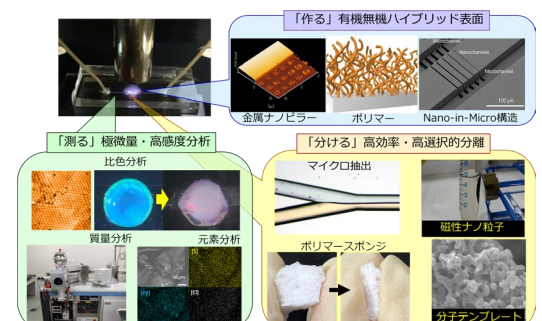 「作る」有機無機ハイブリッド表面
Microchannel
Nanochannels
Microchannel
100 μm
金属ナノピラー
ポリマー
Nano-in-Micro構造
「測る」極微量・高感度分析
比色分析
質量分析
元素分析
[S]
[Ag]
[Cl]
「分ける」高効率・高選択的分離
マイクロ抽出
磁性ナノ粒子
ポリマースポンジ
分子テンプレート